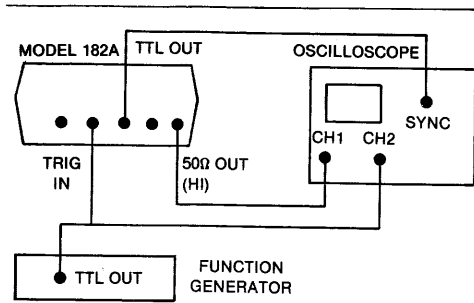 MODEL 182A
TTL OUT
OSCILLOSCOPE
SYNC
CH1
CH2
TRIG
IN
50Ω OUT
(HI)
TTL OUT
FUNCTION
GENERATOR